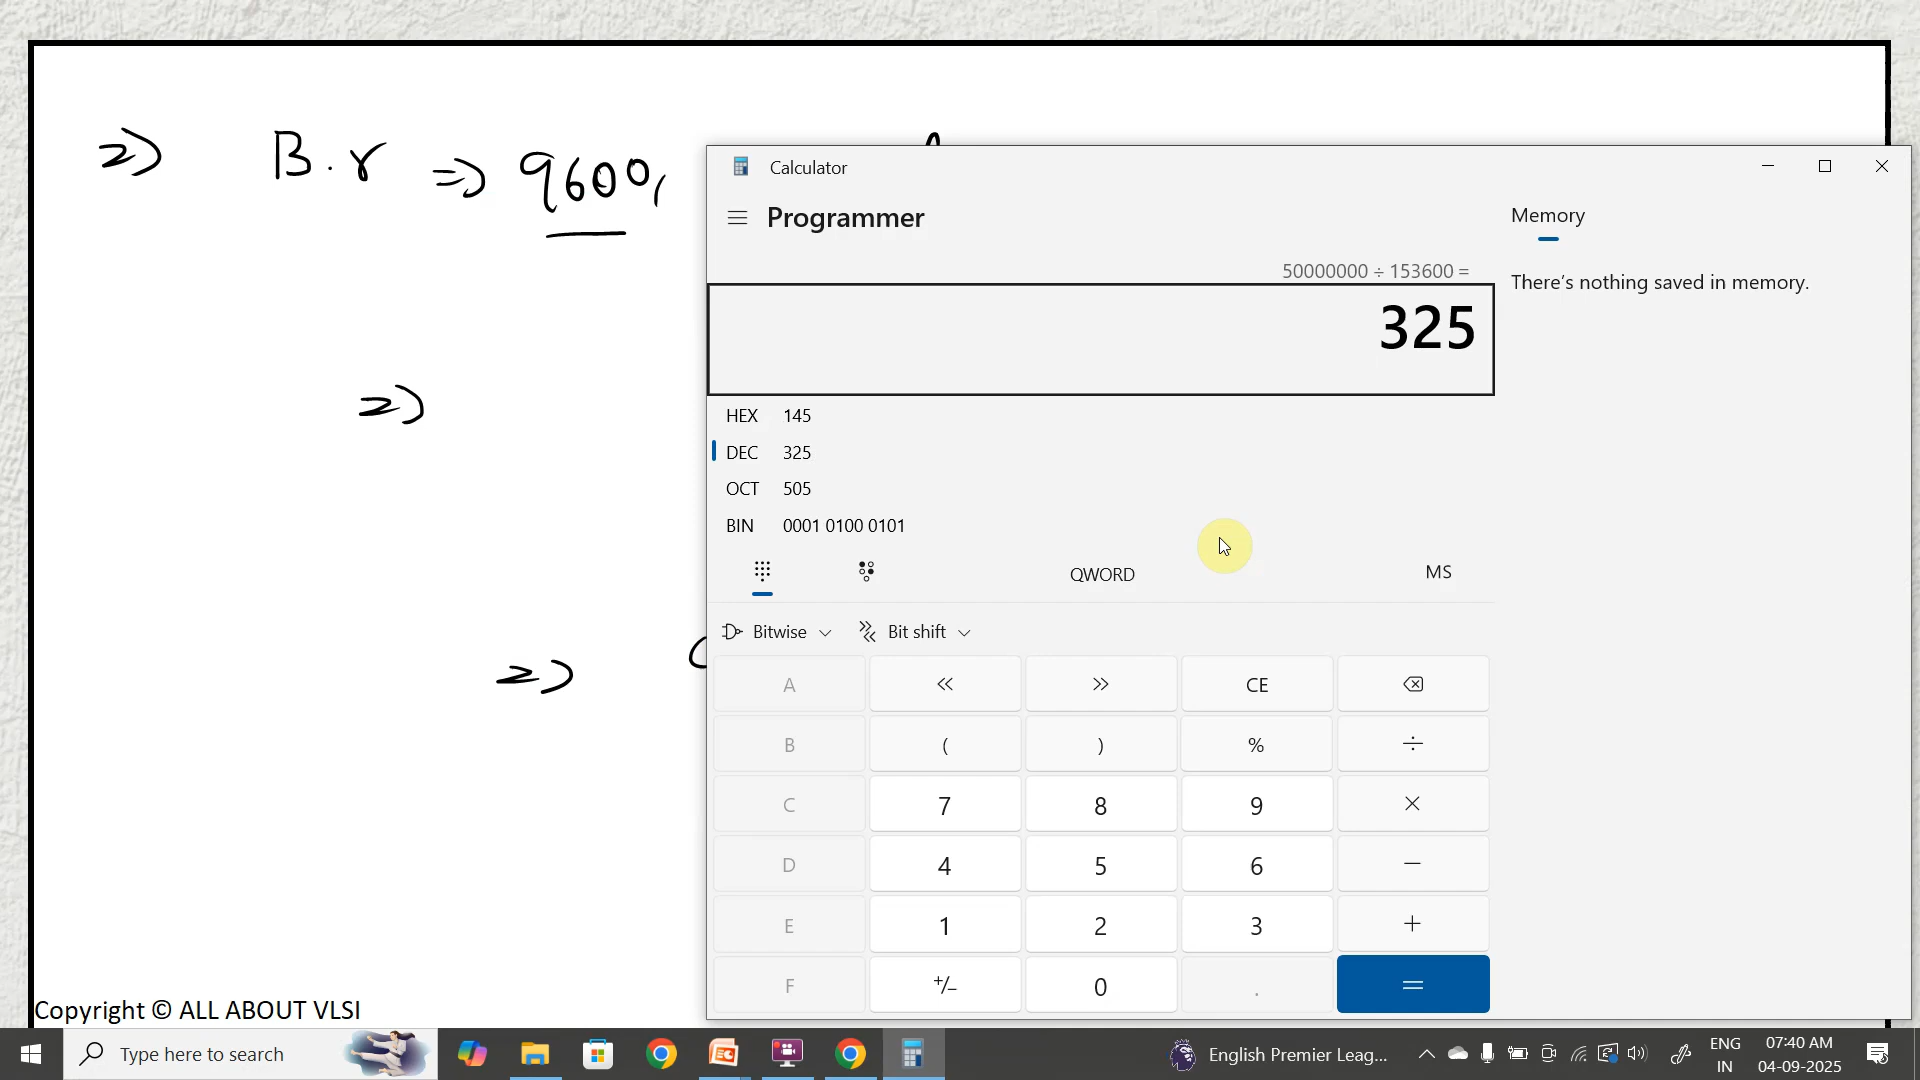 => B.r => 9600,
Calculator
Programmer
Memory
50000000 ÷ 153600 =
There's nothing saved in memory.
325
HEX 145
=>
DEC 325
OCT 505
BIN 0001 0100 0101
QWORD
MS
Bitwise
Bit shift
=>
A << >> CE
B ( ) % ÷
C 7 8 9 ×
D 4 5 6 −
E 1 2 3 +
F +/− 0 . =
Copyright © ALL ABOUT VLSI
Type here to search
English Premier Leag...
ENG
IN
07:40 AM
04-09-2025